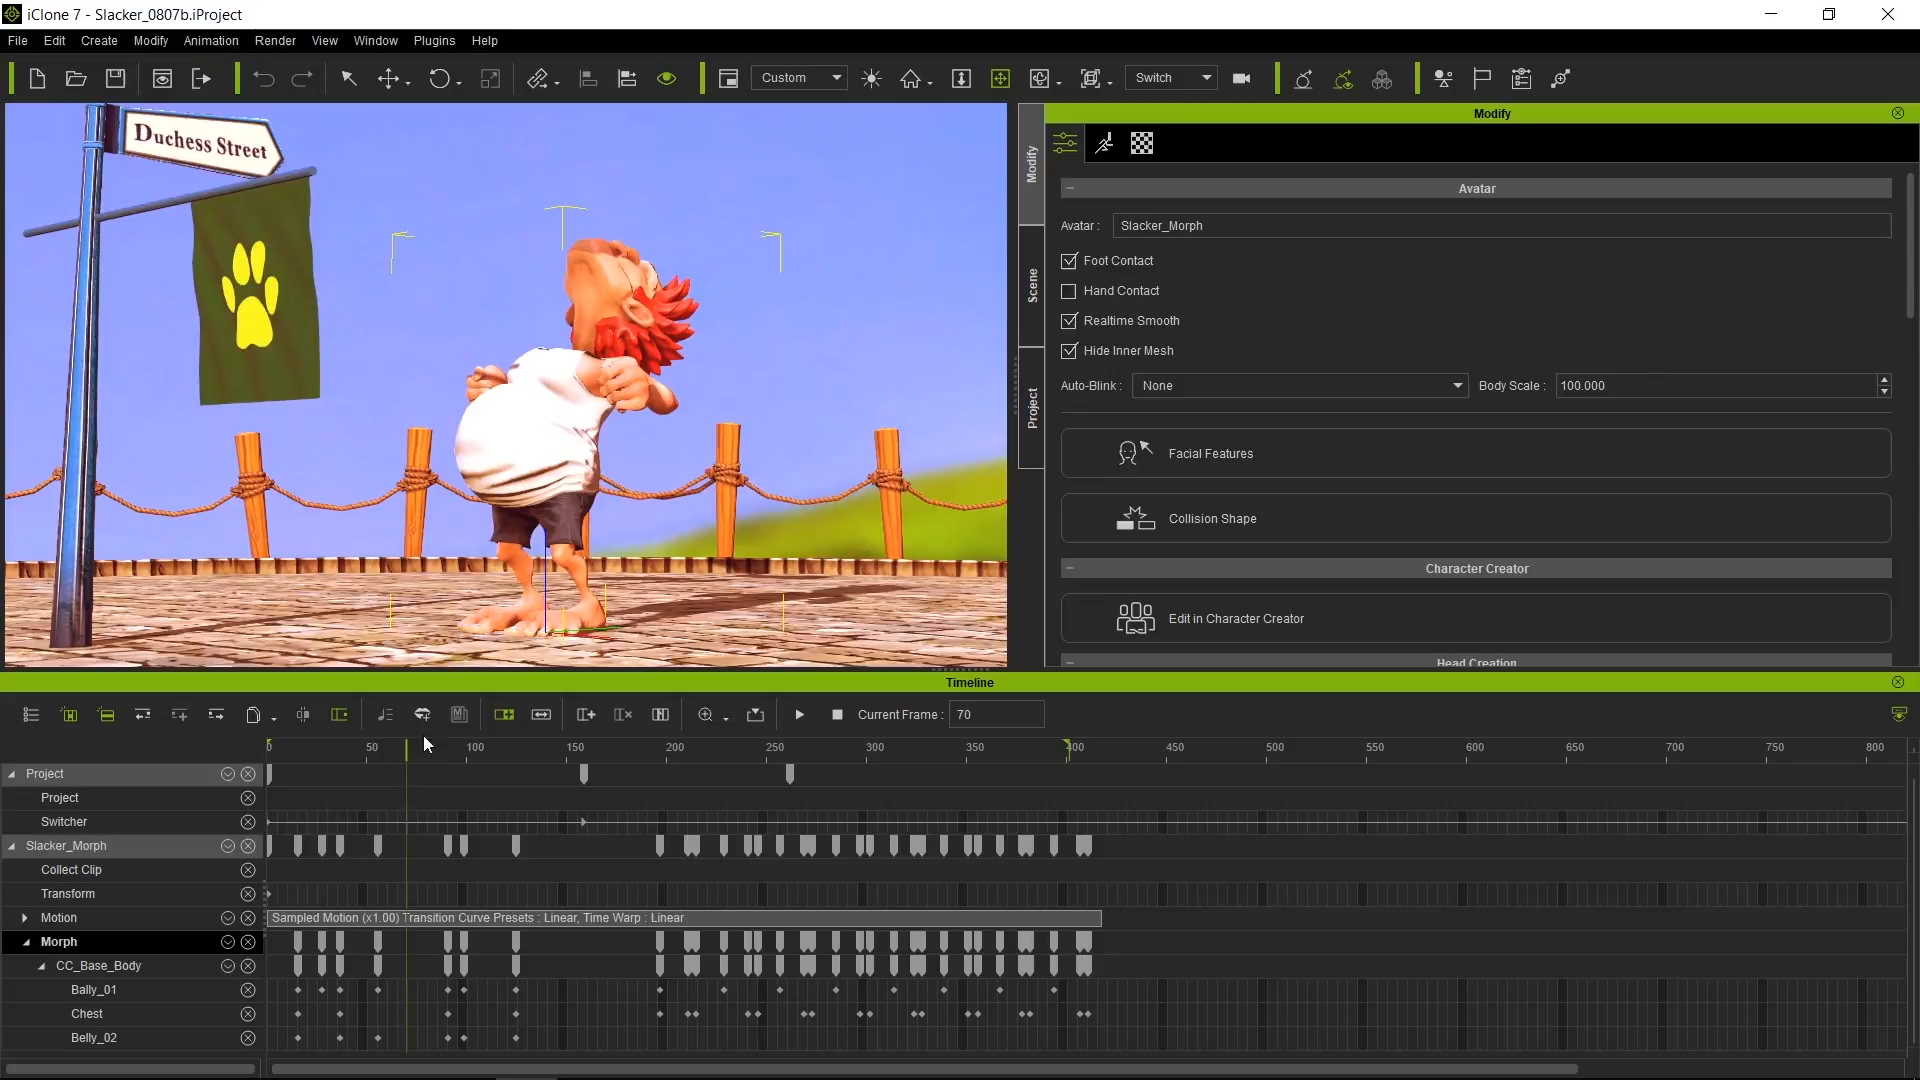 iClone 7 - Slacker_0807b.iProject
File Edit Create Modify Animation Render View Window Plugins Help
Custom Switch
Duchess Street
Modify
Scene
Project
Modify
Avatar
Avatar : Slacker_Morph
Foot Contact
Hand Contact
Realtime Smooth
Hide Inner Mesh
Auto-Blink : None Body Scale : 100.000
Facial Features
Collision Shape
Character Creator
Edit in Character Creator
Head Creation
Timeline
Current Frame : 70
0 50 100 150 200 250 300 350 400 450 500 550 600 650 700 750 800
Project
Project
Switcher
Slacker_Morph
Collect Clip
Transform
Motion Sampled Motion (x1.00) Transition Curve Presets : Linear, Time Warp : Linear
Morph
CC_Base_Body
Bally_01
Chest
Belly_02